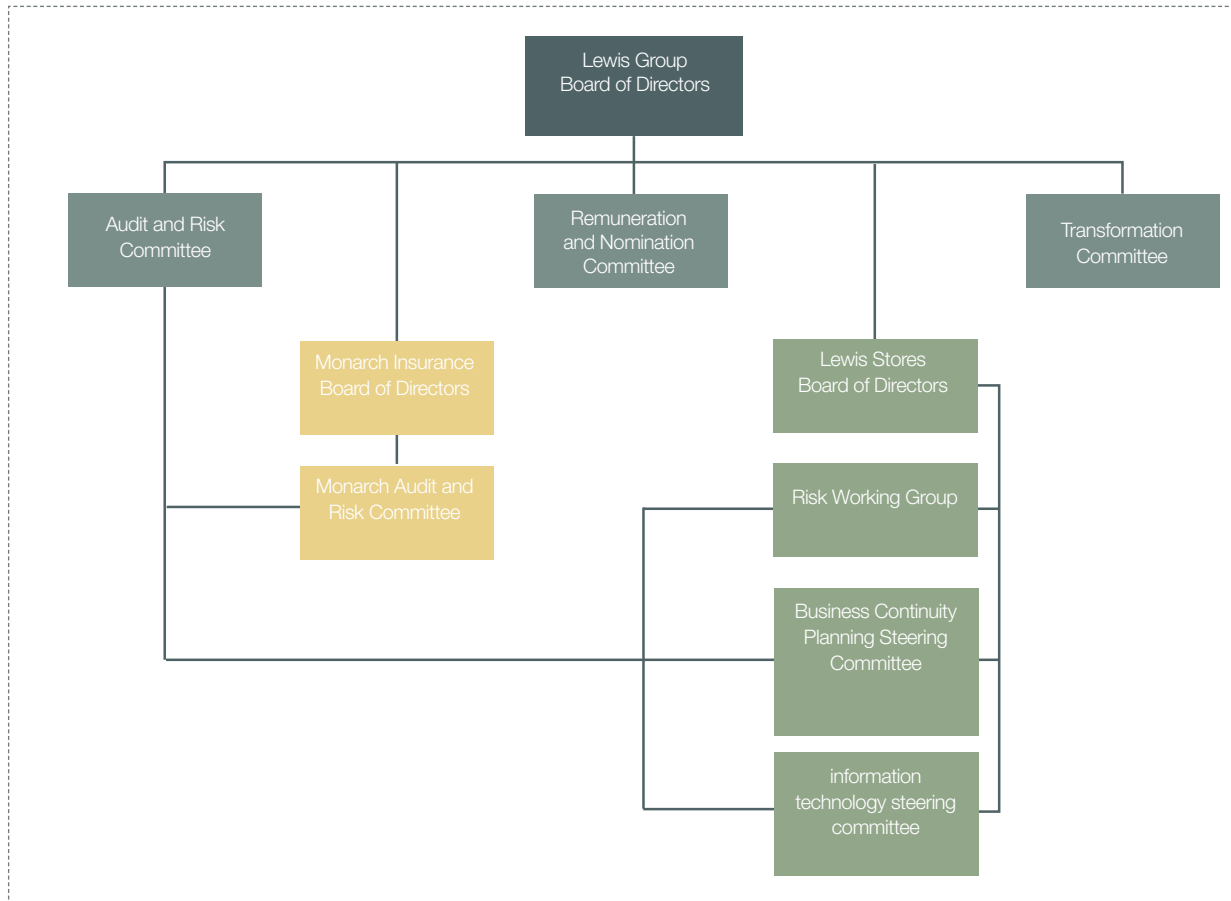 Lewis Group
Board of Directors
Audit and Risk
Committee
Remuneration
and Nomination
Committee
Transformation
Committee
Monarch Insurance
Board of Directors
Lewis Stores
Board of Directors
Monarch Audit and
Risk Committee
Risk Working Group
Business Continuity
Planning Steering
Committee
information
technology steering
committee